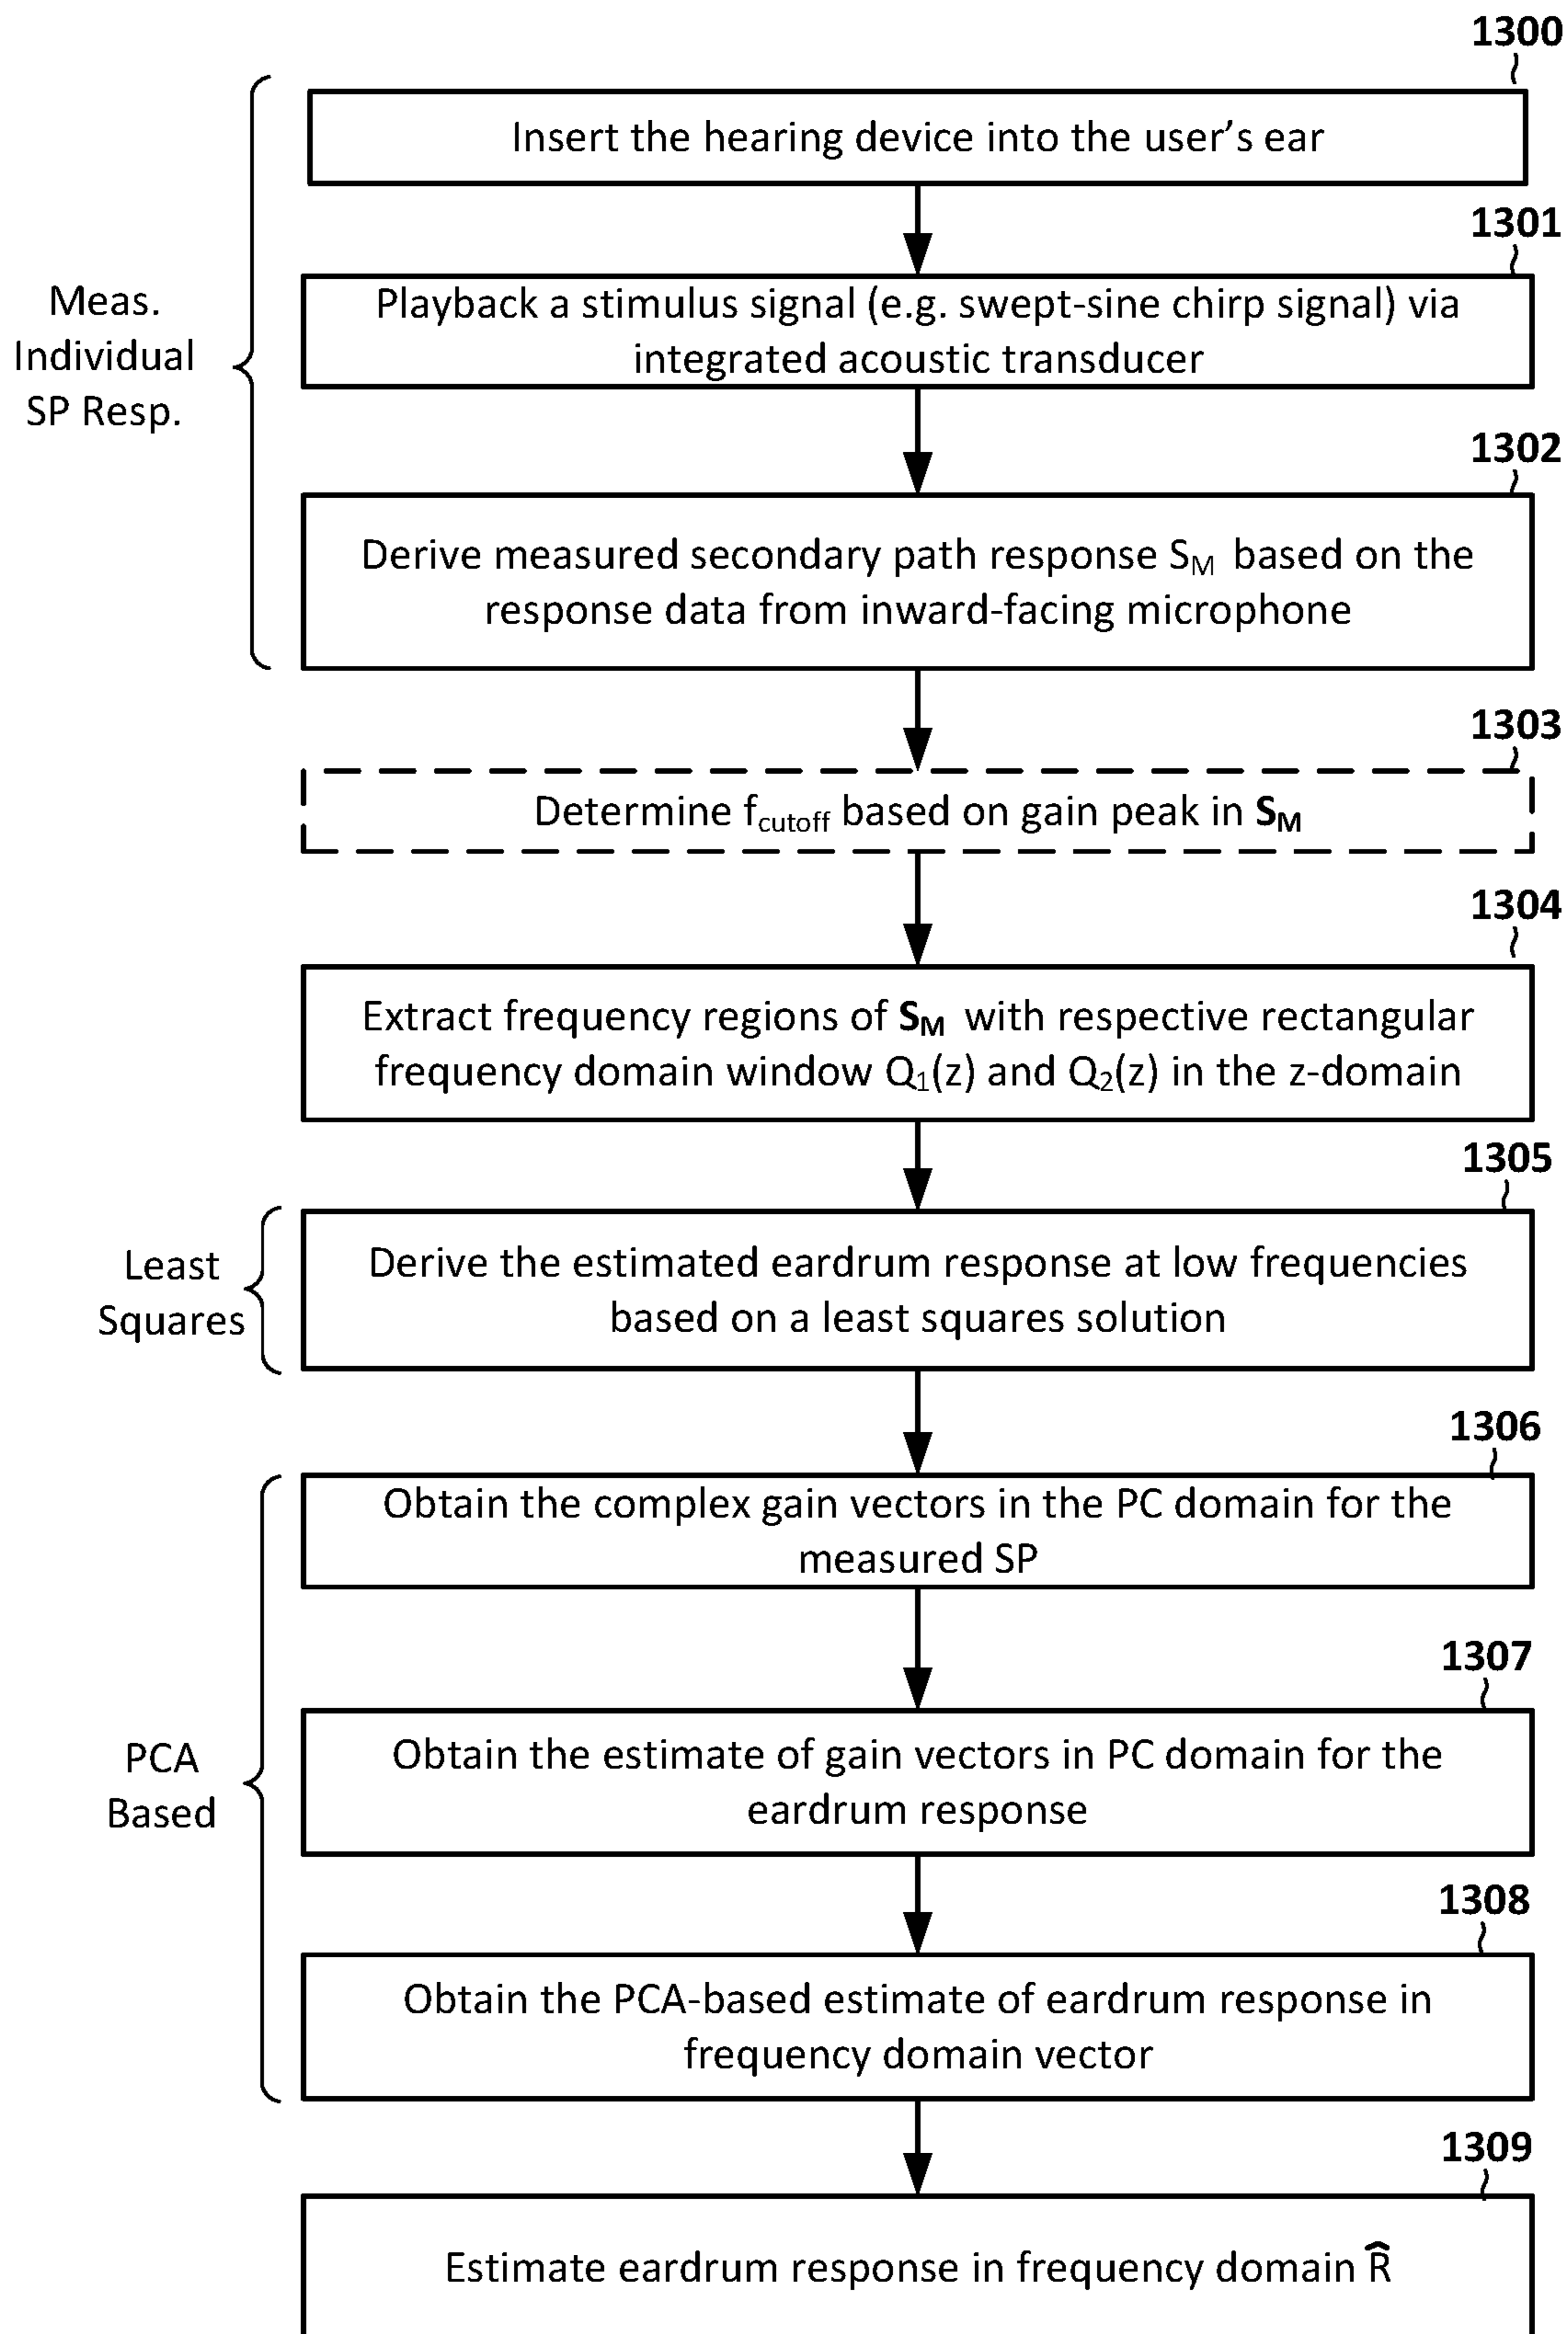 1300
Insert the hearing device into the user's ear
1301
Playback a stimulus signal (e.g. swept-sine chirp signal) via
integrated acoustic transducer
Meas.
Individual
SP Resp.
1302
Derive measured secondary path response S_M based on the
response data from inward-facing microphone
1303
Determine f_cutoff based on gain peak in S_M
1304
Extract frequency regions of S_M with respective rectangular
frequency domain window Q_1(z) and Q_2(z) in the z-domain
1305
Least
Squares
Derive the estimated eardrum response at low frequencies
based on a least squares solution
1306
Obtain the complex gain vectors in the PC domain for the
measured SP
1307
PCA
Based
Obtain the estimate of gain vectors in PC domain for the
eardrum response
1308
Obtain the PCA-based estimate of eardrum response in
frequency domain vector
1309
Estimate eardrum response in frequency domain R̂